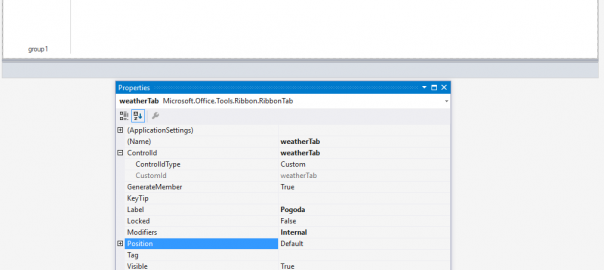 group1
Properties
weatherTab Microsoft.Office.Tools.Ribbon.RibbonTab
(ApplicationSettings)
(Name) weatherTab
ControlId weatherTab
ControlIdType Custom
CustomId weatherTab
GenerateMember True
KeyTip
Label Pogoda
Locked False
Modifiers Internal
Position Default
Tag
Visible True